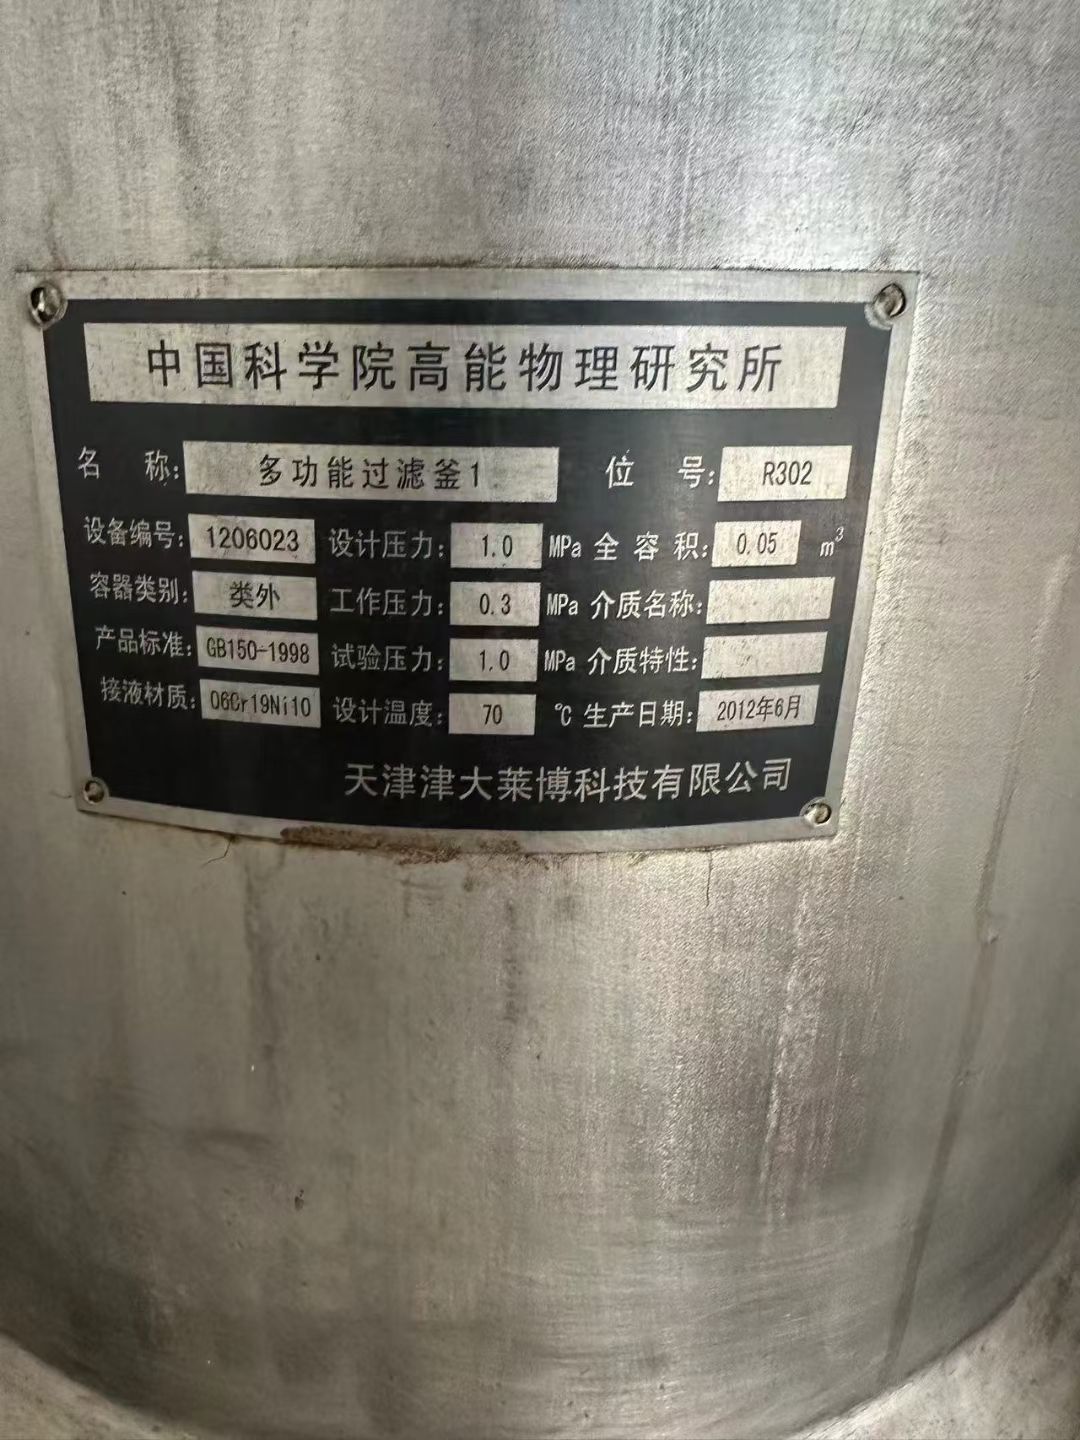 中国科学院高能物理研究所
名 称: 多功能过滤釜1 位 号: R302
设备编号: 1206023 设计压力: 1.0 MPa 全容积: 0.05 m³
容器类别: 类外 工作压力: 0.3 MPa 介质名称:
产品标准: GB150-1998 试验压力: 1.0 MPa 介质特性:
接液材质: 06Cr19Ni10 设计温度: 70 ℃ 生产日期: 2012年6月
天津津大莱博科技有限公司